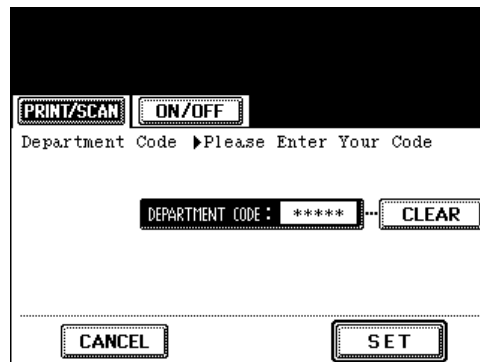 PRINT/SCAN ON/OFF
Department Code ▶Please Enter Your Code
DEPARTMENT CODE: ***** CLEAR
CANCEL SET